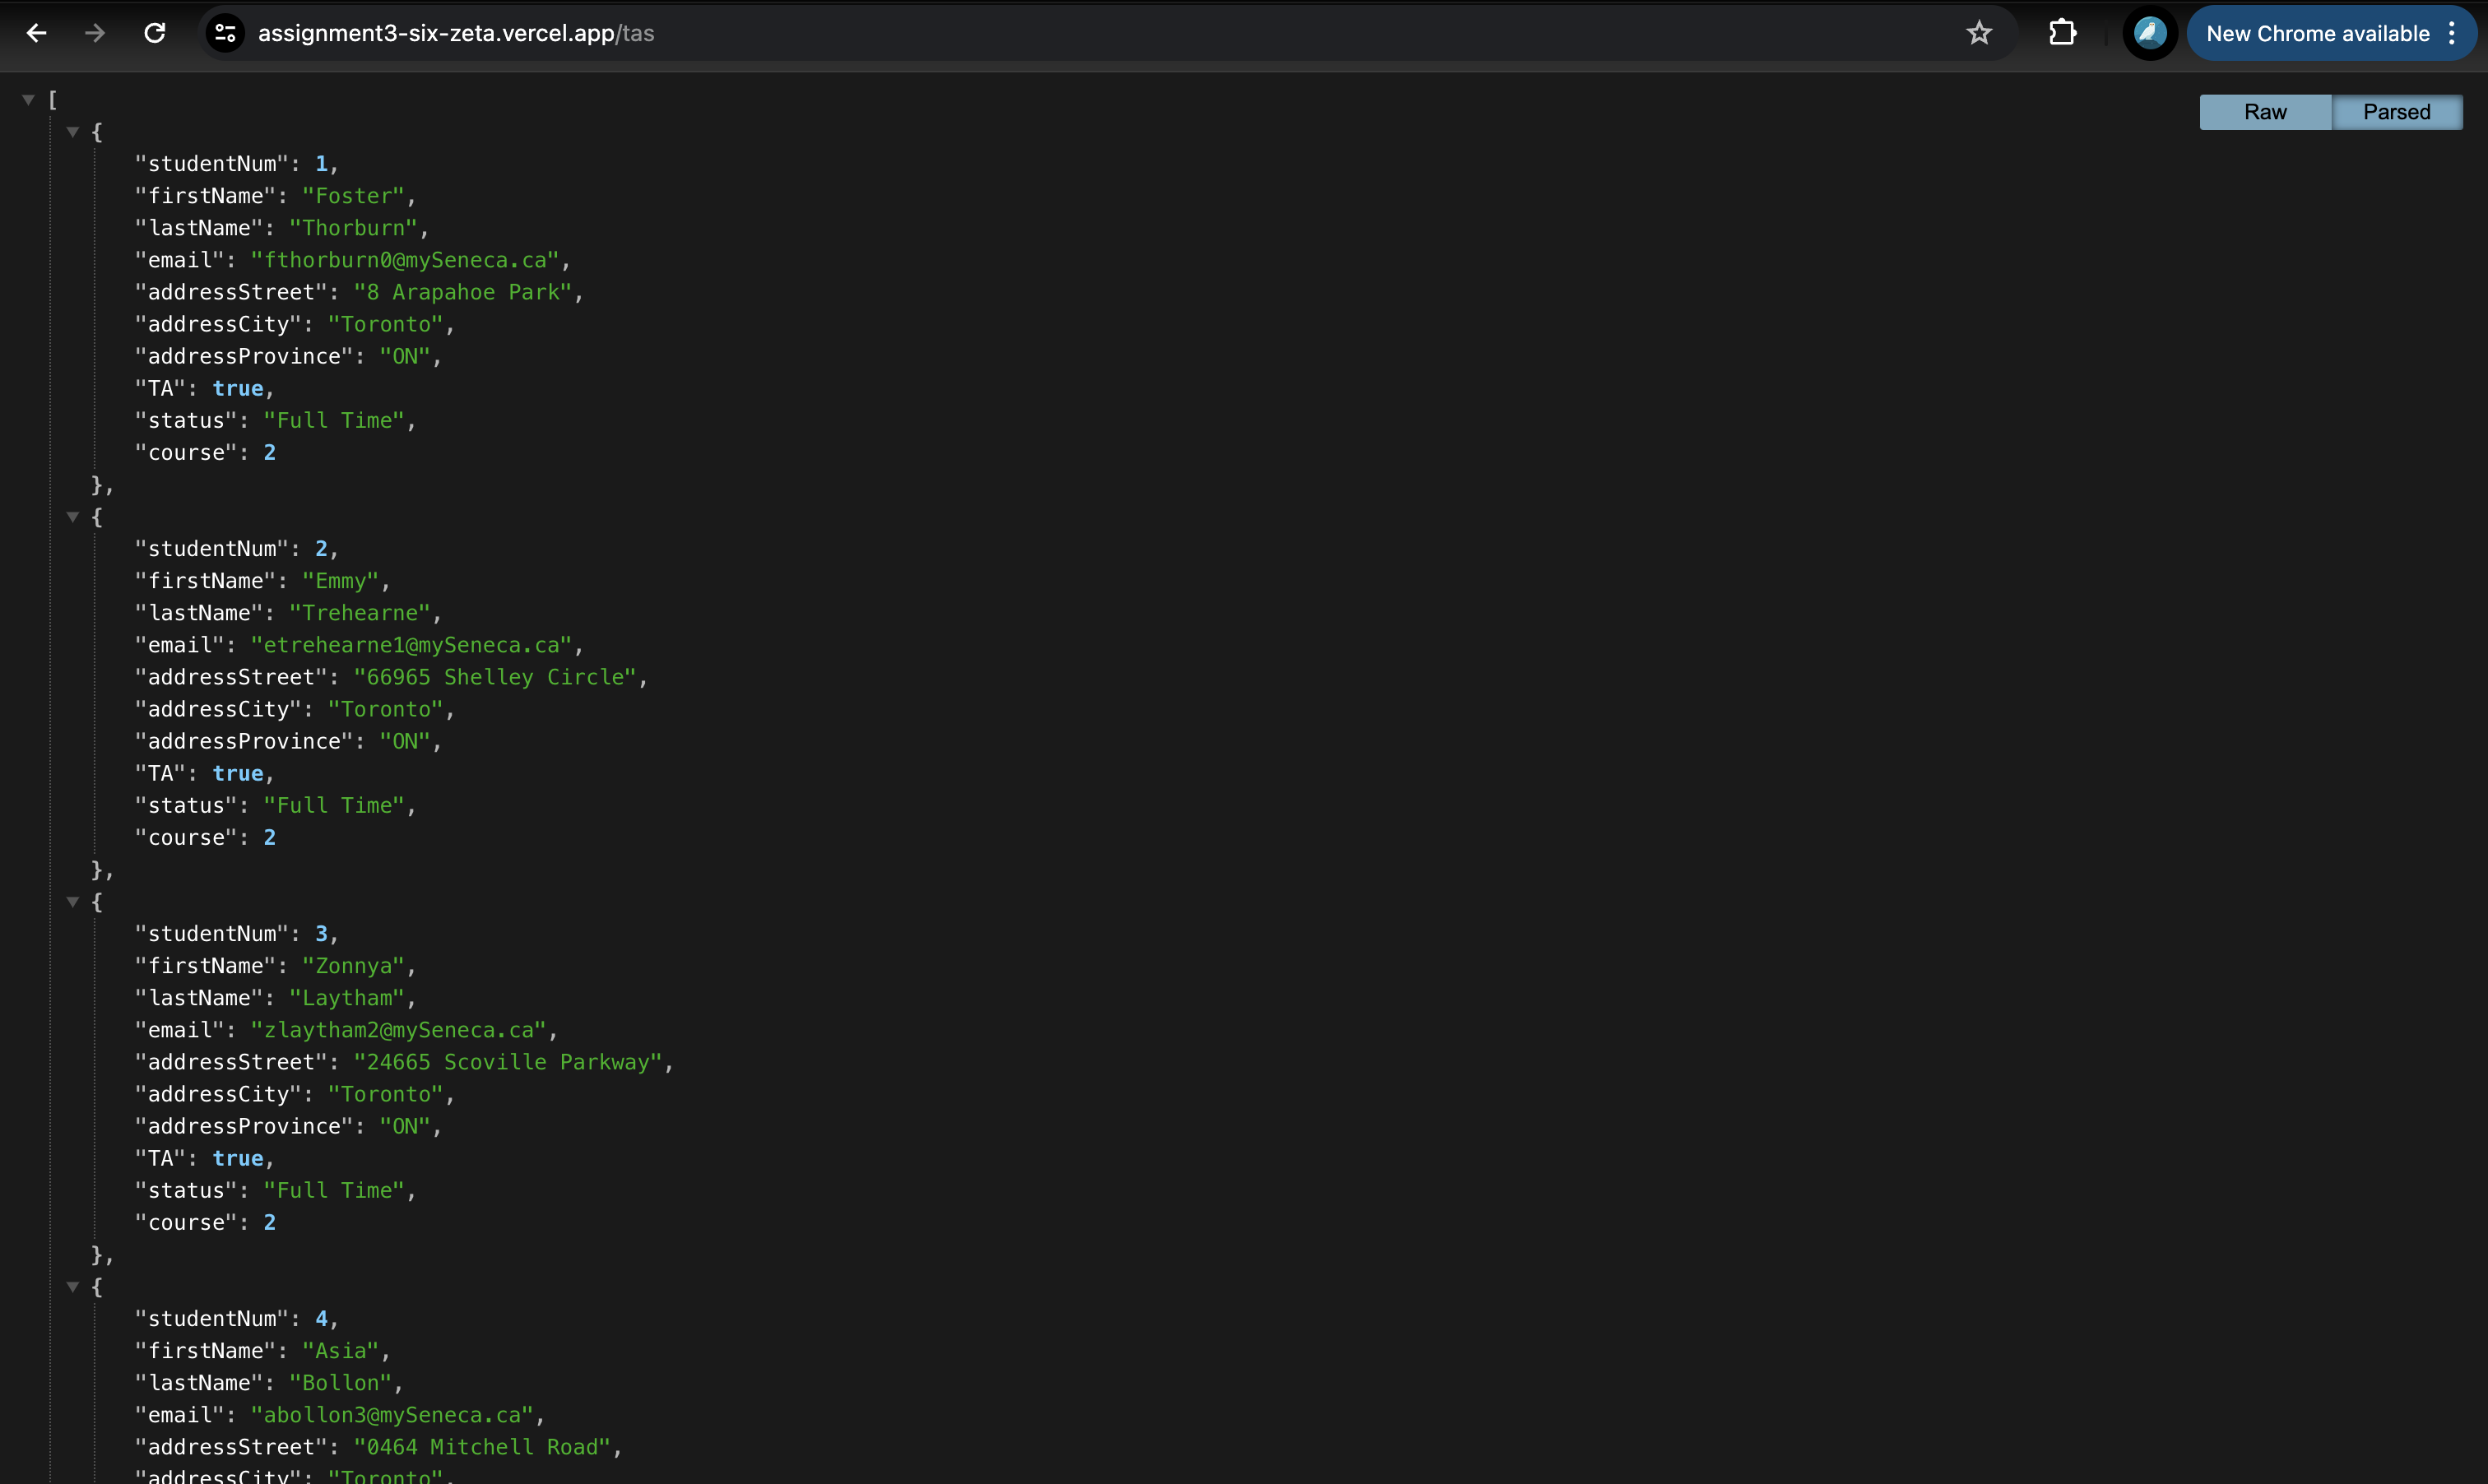 assignment3-six-zeta.vercel.app/tas
New Chrome available
Raw
Parsed
[
{
"studentNum": 1,
"firstName": "Foster",
"lastName": "Thorburn",
"email": "fthorburn0@mySeneca.ca",
"addressStreet": "8 Arapahoe Park",
"addressCity": "Toronto",
"addressProvince": "ON",
"TA": true,
"status": "Full Time",
"course": 2
},
{
"studentNum": 2,
"firstName": "Emmy",
"lastName": "Trehearne",
"email": "etrehearne1@mySeneca.ca",
"addressStreet": "66965 Shelley Circle",
"addressCity": "Toronto",
"addressProvince": "ON",
"TA": true,
"status": "Full Time",
"course": 2
},
{
"studentNum": 3,
"firstName": "Zonnya",
"lastName": "Laytham",
"email": "zlaytham2@mySeneca.ca",
"addressStreet": "24665 Scoville Parkway",
"addressCity": "Toronto",
"addressProvince": "ON",
"TA": true,
"status": "Full Time",
"course": 2
},
{
"studentNum": 4,
"firstName": "Asia",
"lastName": "Bollon",
"email": "abollon3@mySeneca.ca",
"addressStreet": "0464 Mitchell Road",
"addressCity": "Toronto",